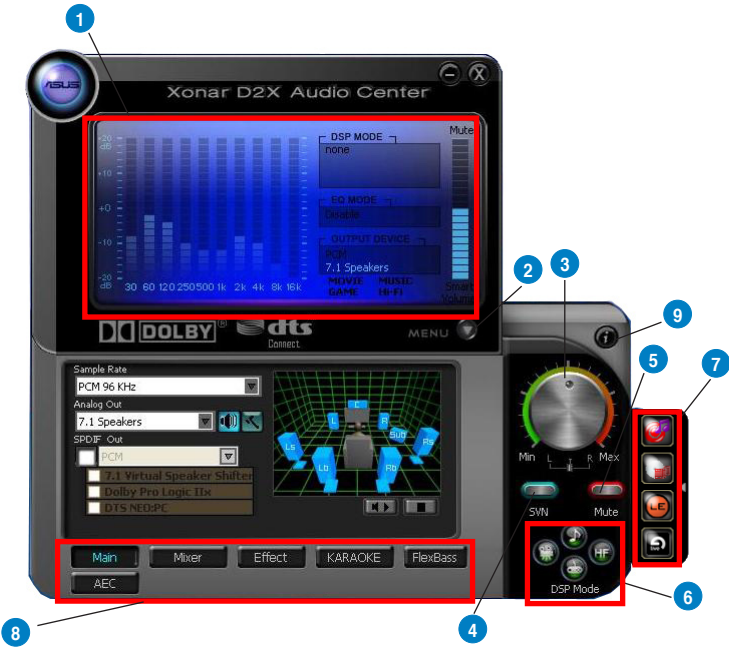 1
ASUS
Xonar D2X Audio Center
+20
dB
+10
+0
-10
-20
dB
30 60 120 250 500 1k 2k 4k 8k 16k
DSP MODE
none
EQ MODE
Disable
OUTPUT DEVICE
PCM
7.1 Speakers
MOVIE MUSIC
GAME Hi-Fi
Mute
Smart
Volume
DOLBY®
dts
Connect
MENU
2
3
9
5
7
Sample Rate
PCM 96 KHz
Analog Out
7.1 Speakers
SPDIF Out
PCM
7.1 Virtual Speaker Shifter
Dolby Pro Logic IIx
DTS NEO:PC
C
L
R
Sub
Ls
Rs
Lb
Rb
i
Min L R Max
SVN
Mute
HF
DSP Mode
LE
live
Main
Mixer
Effect
KARAOKE
FlexBass
AEC
8
4
6